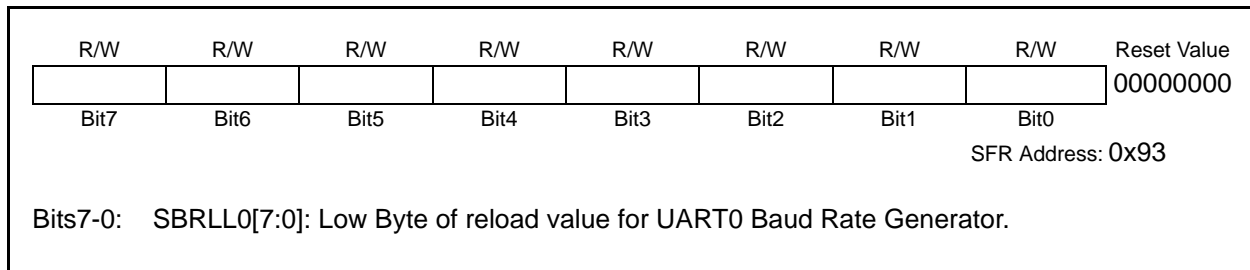 R/W R/W R/W R/W R/W R/W R/W R/W Reset Value
00000000
Bit7 Bit6 Bit5 Bit4 Bit3 Bit2 Bit1 Bit0
SFR Address: 0x93
Bits7-0: SBRLL0[7:0]: Low Byte of reload value for UART0 Baud Rate Generator.